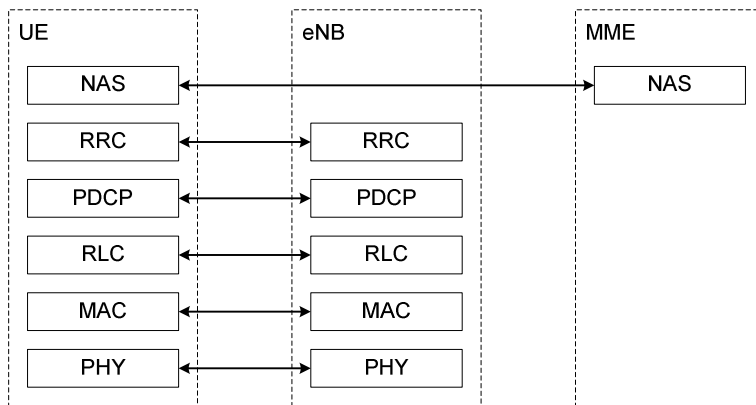 UE eNB MME
NAS NAS
RRC RRC
PDCP PDCP
RLC RLC
MAC MAC
PHY PHY